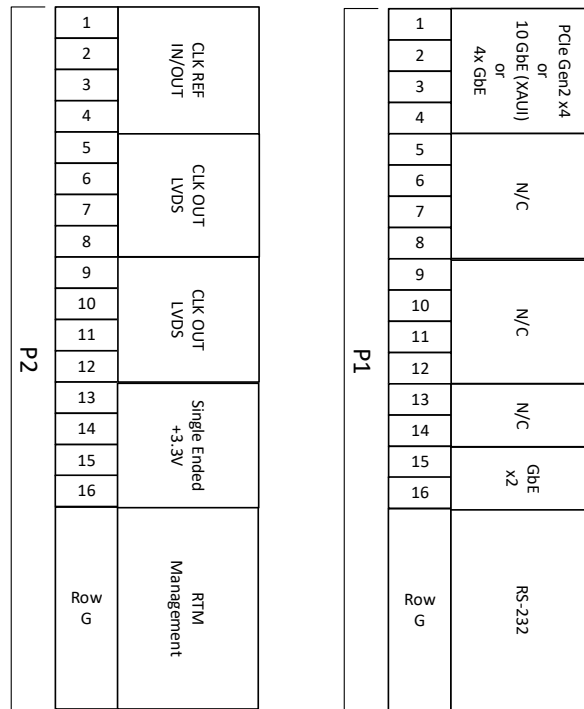 P2
1
2
3
4
CLK REF
IN/OUT
5
6
7
8
CLK OUT
LVDS
9
10
11
12
CLK OUT
LVDS
13
14
15
16
Single Ended
+3.3V
Row
G
RTM
Management
P1
1
2
3
4
PCIe Gen2 x4
or
10 GbE (XAUI)
or
4x GbE
5
6
7
8
N/C
9
10
11
12
N/C
13
14
N/C
15
16
GbE
x2
Row
G
RS-232